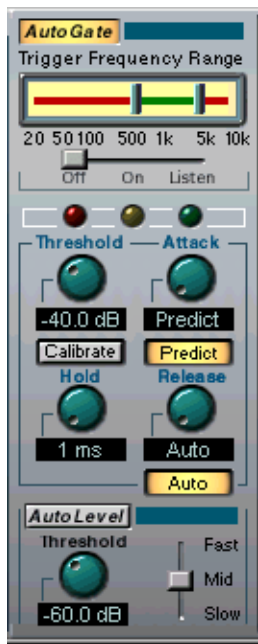 AutoGate
Trigger Frequency Range
20 50 100 500 1k 5k 10k
Off On Listen
Threshold Attack
-40.0 dB Predict
Calibrate Predict
Hold Release
1 ms Auto
Auto
AutoLevel
Threshold
Fast
Mid
-60.0 dB Slow